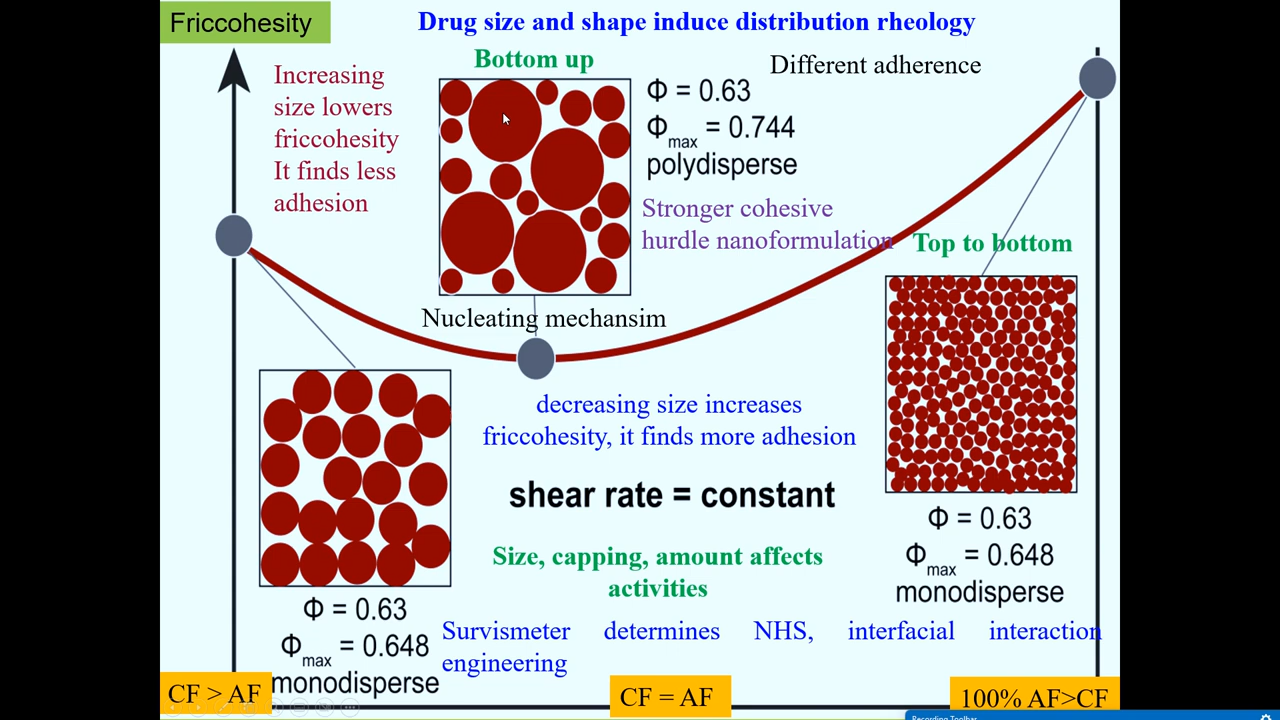 Friccohesity
Drug size and shape induce distribution rheology
Increasing
size lowers
friccohesity
It finds less
adhesion
Bottom up
Φ = 0.63
Φmax = 0.744
polydisperse
Different adherence
Stronger cohesive
hurdle nanoformulation
Top to bottom
Nucleating mechansim
decreasing size increases
friccohesity, it finds more adhesion
shear rate = constant
Φ = 0.63
Φmax = 0.648
monodisperse
Size, capping, amount affects
activities
Φ = 0.63
Φmax = 0.648
monodisperse
Survismeter determines NHS, interfacial interaction
engineering
CF > AF
CF = AF
100% AF>CF
Recording Toolbar